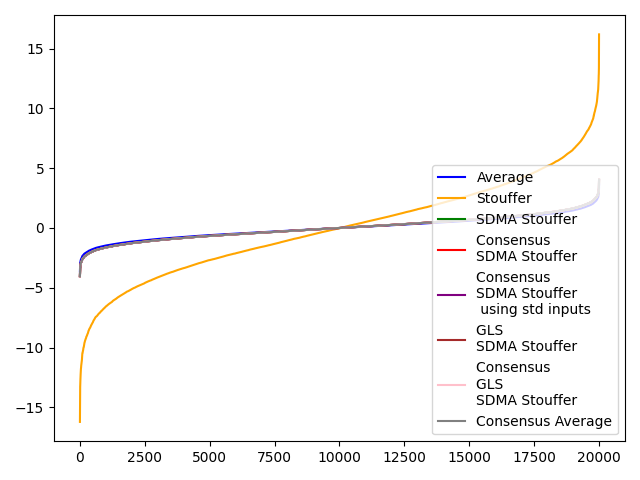 15
10
5
0
−5
−10
−15
Average
Stouffer
SDMA Stouffer
Consensus
SDMA Stouffer
Consensus
SDMA Stouffer
using std inputs
GLS
SDMA Stouffer
Consensus
GLS
SDMA Stouffer
Consensus Average
0 2500 5000 7500 10000 12500 15000 17500 20000